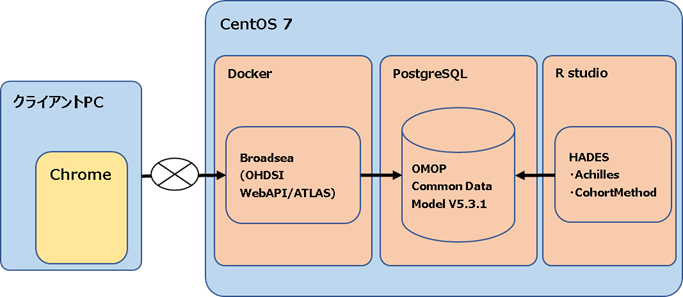 CentOS 7
クライアントPC
Chrome
Docker
Broadsea
(OHDSI
WebAPI/ATLAS)
PostgreSQL
OMOP
Common Data
Model V5.3.1
R studio
HADES
・Achilles
・CohortMethod